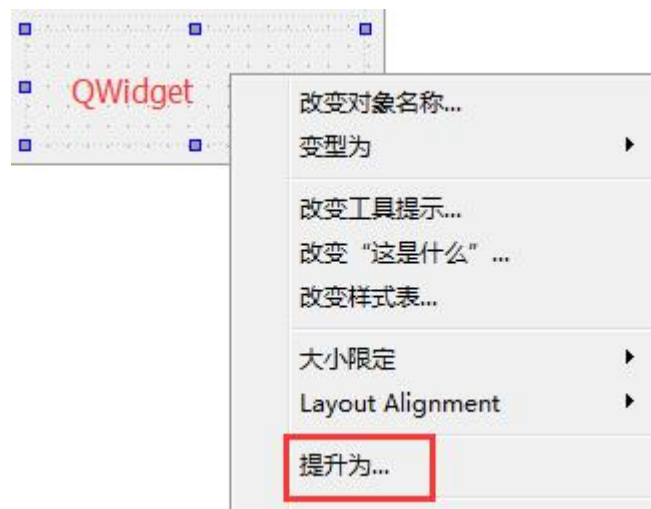 QWidget
改变对象名称...
变型为
改变工具提示...
改变“这是什么”...
改变样式表...
大小限定
Layout Alignment
提升为...